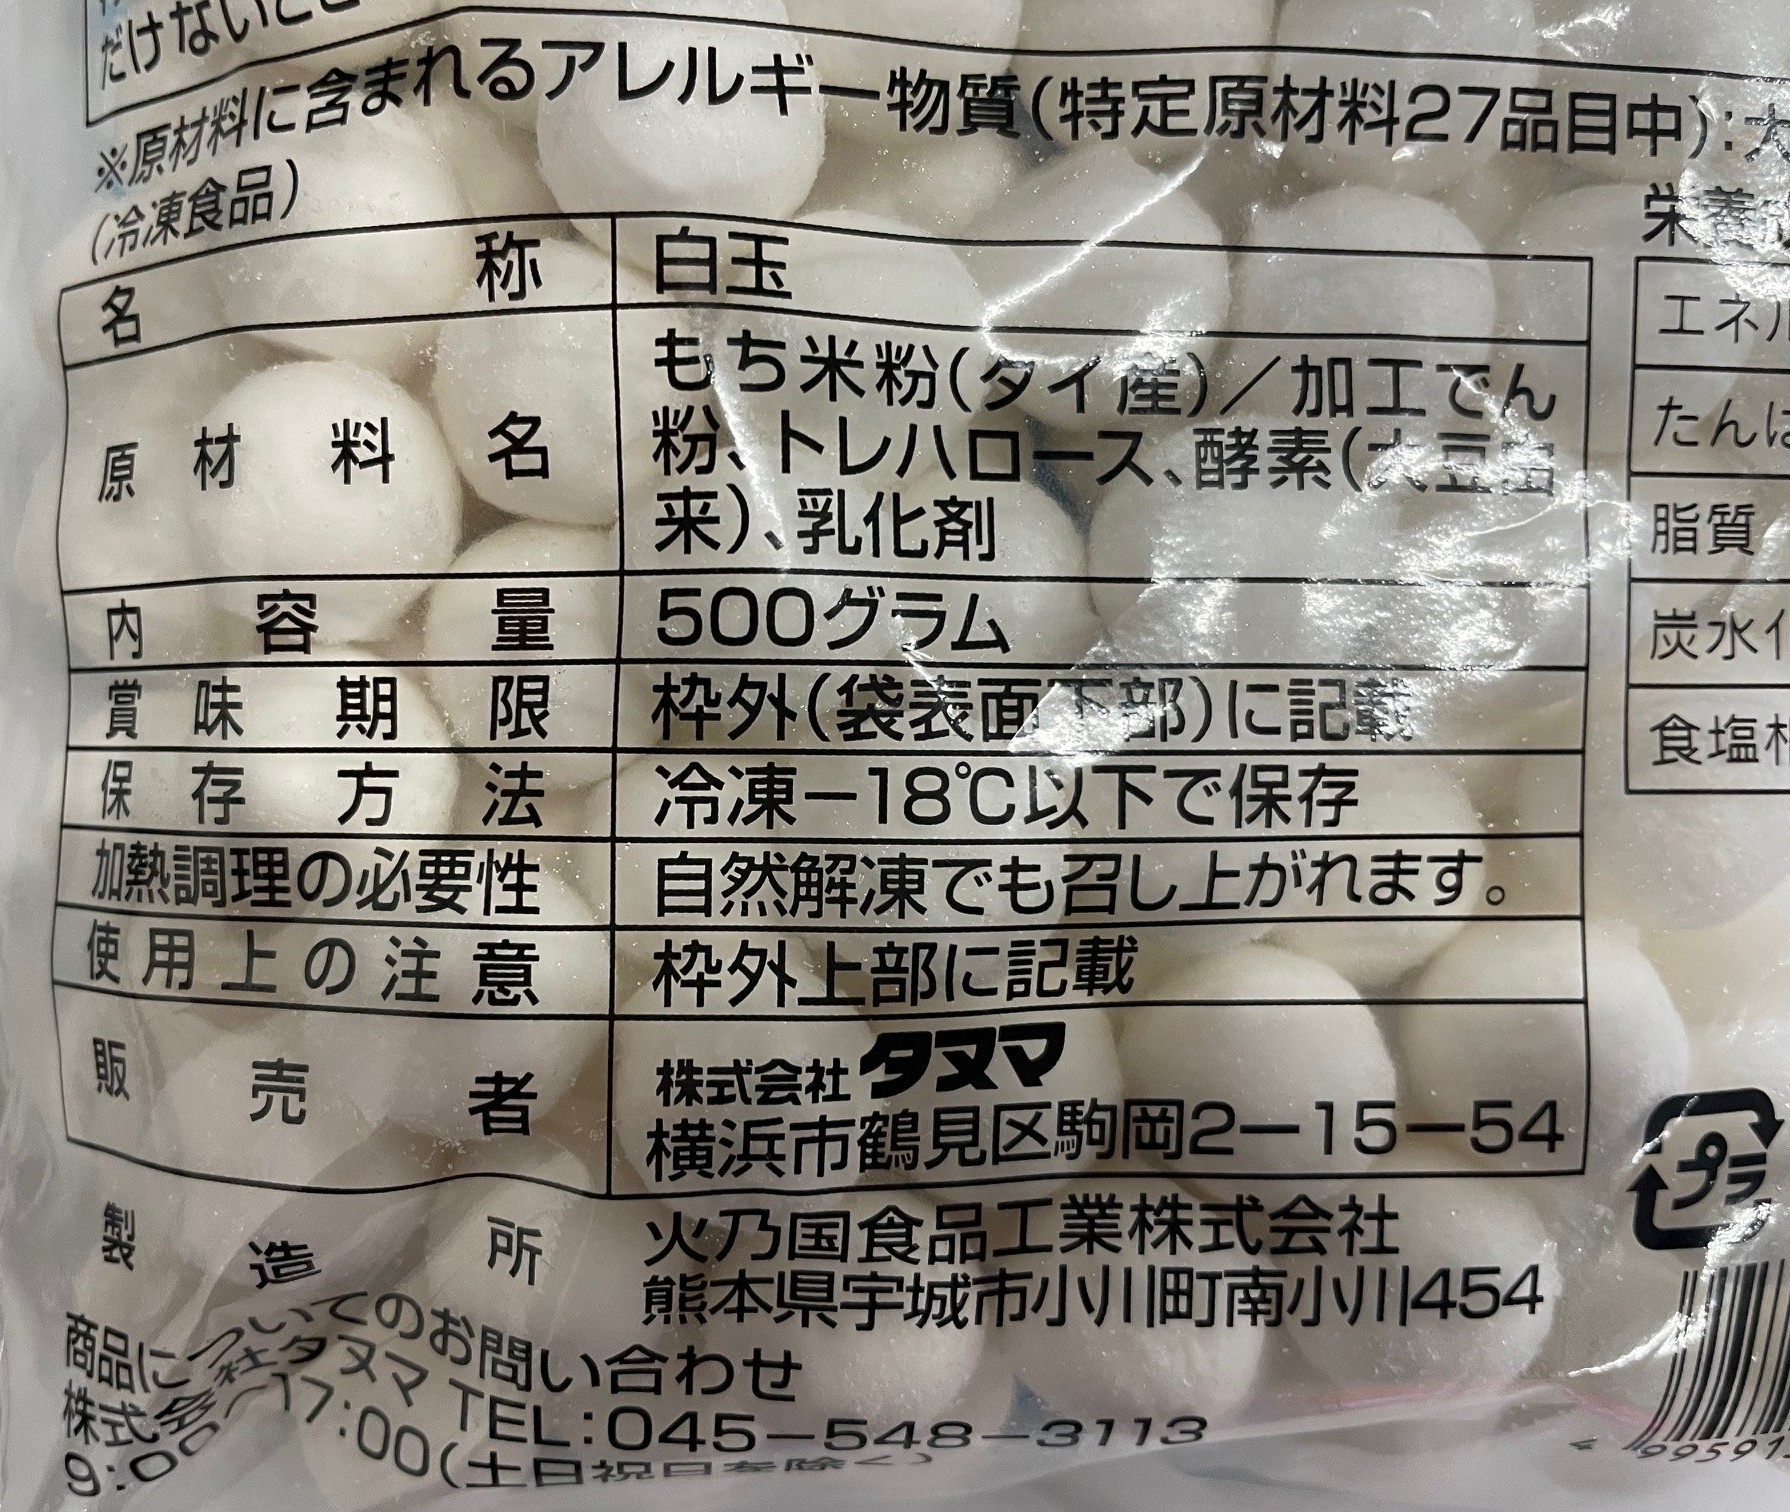 だけない
※原材料に含まれるアレルギー物質(特定原材料27品目中):大
(冷凍食品)
名称 白玉
原材料名 もち米粉(タイ産)/加工でん
粉、トレハロース、酵素(大豆由
来)、乳化剤
内容量 500グラム
賞味期限 枠外(袋表面下部)に記載
保存方法 冷凍−18℃以下で保存
加熱調理の必要性 自然解凍でも召し上がれます。
使用上の注意 枠外上部に記載
販売者 株式会社タヌマ
横浜市鶴見区駒岡2−15−54
製造所 火乃国食品工業株式会社
熊本県宇城市小川町南小川454
商品についてのお問い合わせ
株式会社タヌマ TEL:045−548−3113
9:00〜17:00(土日祝日を除く)
栄養
エネル
たんぱ
脂質
炭水化
食塩相
プラ
499591